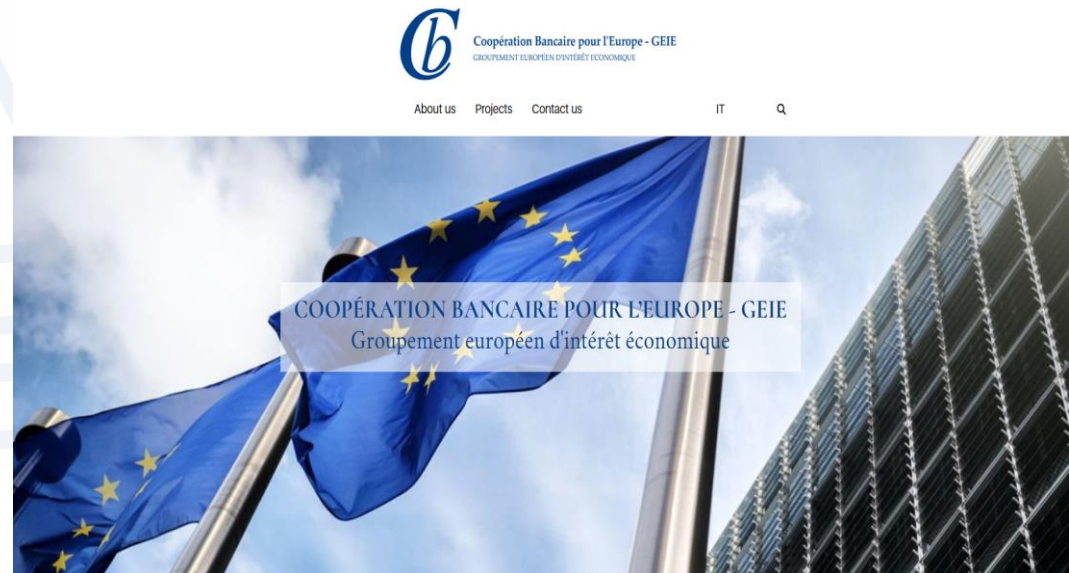 Cb
Coopération Bancaire pour l'Europe - GEIE
GROUPEMENT EUROPÉEN D'INTÉRÊT ECONOMIQUE
About us Projects Contact us IT
COOPÉRATION BANCAIRE POUR L'EUROPE - GEIE
Groupement européen d'intérêt économique